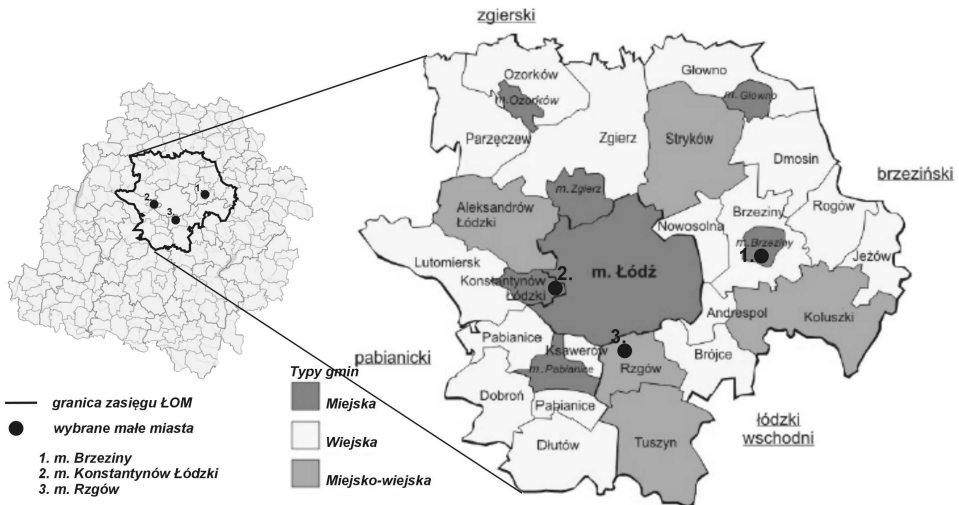 zgierski
Ozorków
m. Ozorków
Głowno
m. Głowno
Parzęczew
Zgierz
Stryków
Dmosin
brzeziński
m. Zgierz
Aleksandrów
Łódzki
Nowosolna
Brzeziny
Rogów
m. Brzeziny
1.
Jeżów
Lutomiersk
m. Łódź
2.
Konstantynów
Łódzki
Andrespol
Koluszki
3.
Pabianice
Ksawerów
Rzgów
Brójce
pabianicki
m. Pabianice
Dobroń
Pabianice
Dłutów
Tuszyn
łódzki
wschodni
1.
2.
3.
granica zasięgu ŁOM
wybrane małe miasta
1. m. Brzeziny
2. m. Konstantynów Łódzki
3. m. Rzgów
Typy gmin
Miejska
Wiejska
Miejsko-wiejska